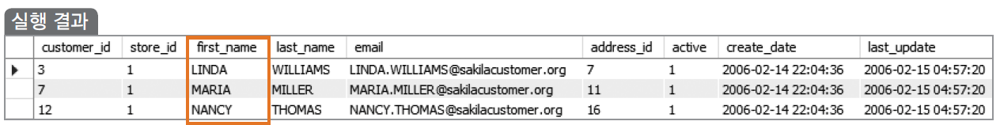 실행 결과
customer_id store_id first_name last_name email address_id active create_date last_update
3 1 LINDA WILLIAMS LINDA.WILLIAMS@sakilacustomer.org 7 1 2006-02-14 22:04:36 2006-02-15 04:57:20
7 1 MARIA MILLER MARIA.MILLER@sakilacustomer.org 11 1 2006-02-14 22:04:36 2006-02-15 04:57:20
12 1 NANCY THOMAS NANCY.THOMAS@sakilacustomer.org 16 1 2006-02-14 22:04:36 2006-02-15 04:57:20